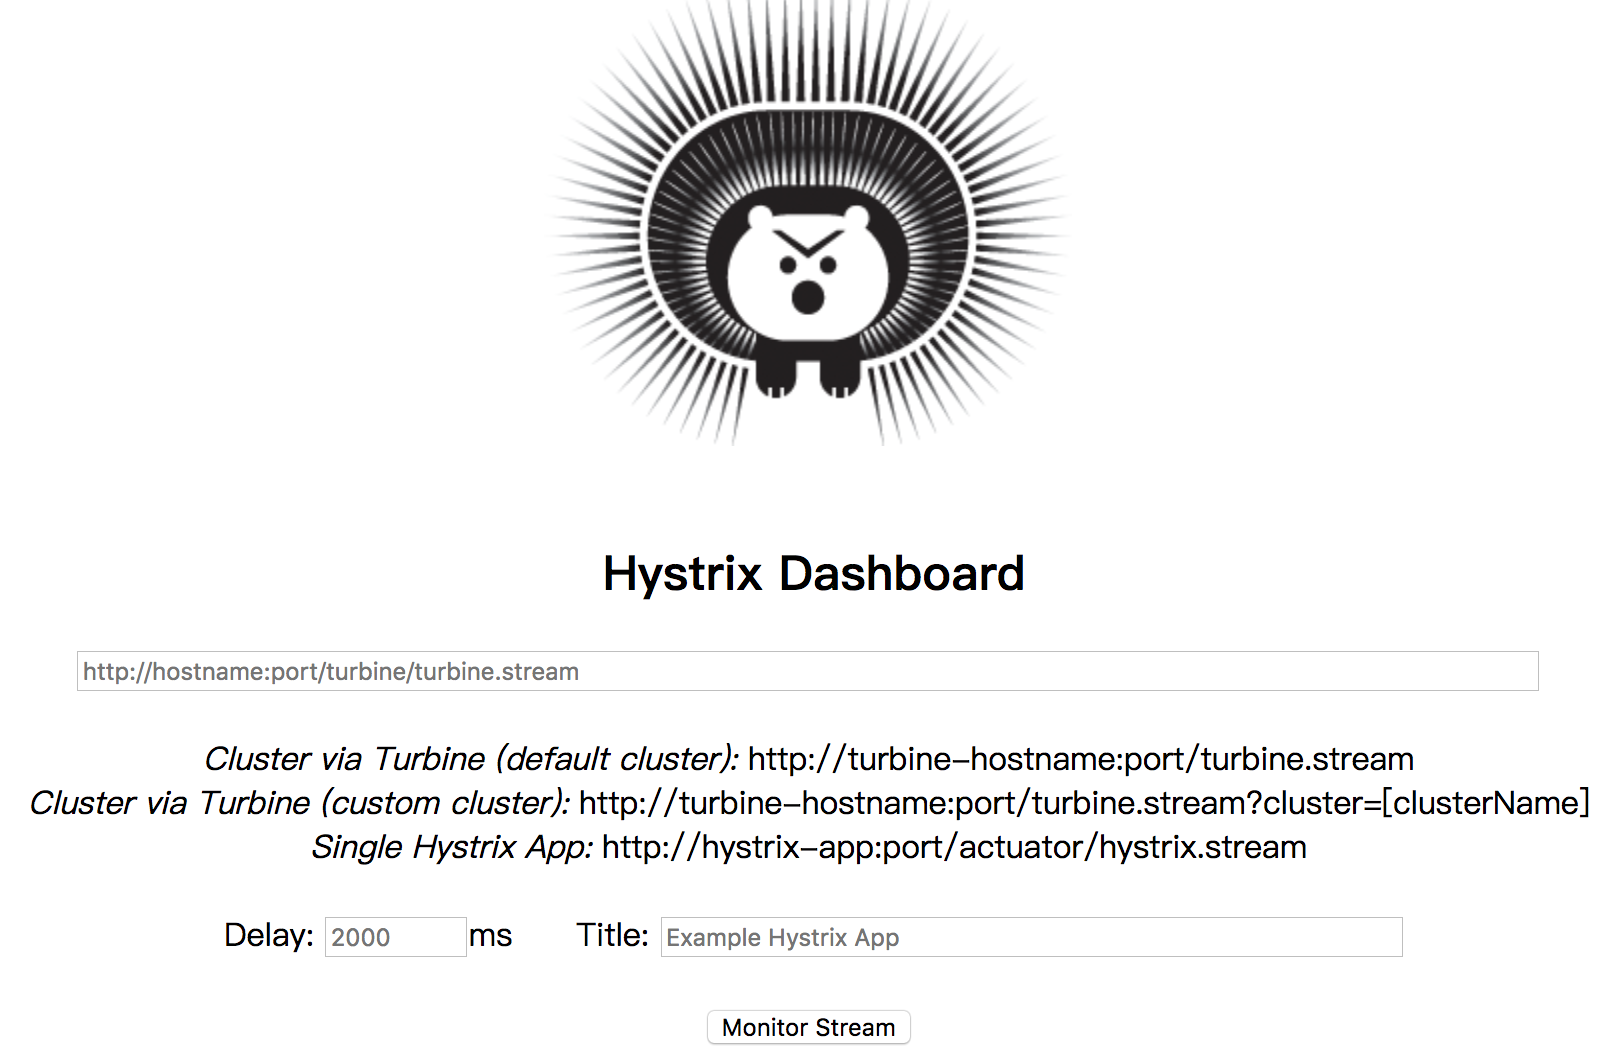 Hystrix Dashboard
http://hostname:port/turbine/turbine.stream
Cluster via Turbine (default cluster): http://turbine-hostname:port/turbine.stream
Cluster via Turbine (custom cluster): http://turbine-hostname:port/turbine.stream?cluster=[clusterName]
Single Hystrix App: http://hystrix-app:port/actuator/hystrix.stream
Delay: 2000 ms Title: Example Hystrix App
Monitor Stream